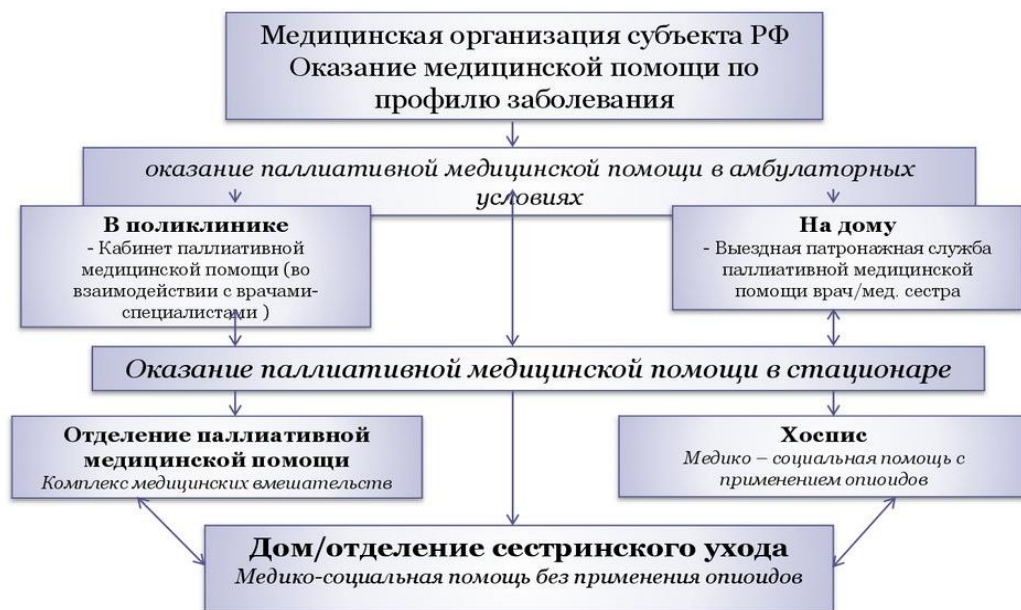 Медицинская организация субъекта РФ
Оказание медицинской помощи по
профилю заболевания
оказание паллиативной медицинской помощи в амбулаторных
условиях
В поликлинике
- Кабинет паллиативной
медицинской помощи (во
взаимодействии с врачами-
специалистами )
На дому
- Выездная патронажная служба
паллиативной медицинской
помощи врач/мед. сестра
Оказание паллиативной медицинской помощи в стационаре
Отделение паллиативной
медицинской помощи
Комплекс медицинских вмешательств
Хоспис
Медико – социальная помощь с
применением опиоидов
Дом/отделение сестринского ухода
Медико-социальная помощь без применения опиоидов